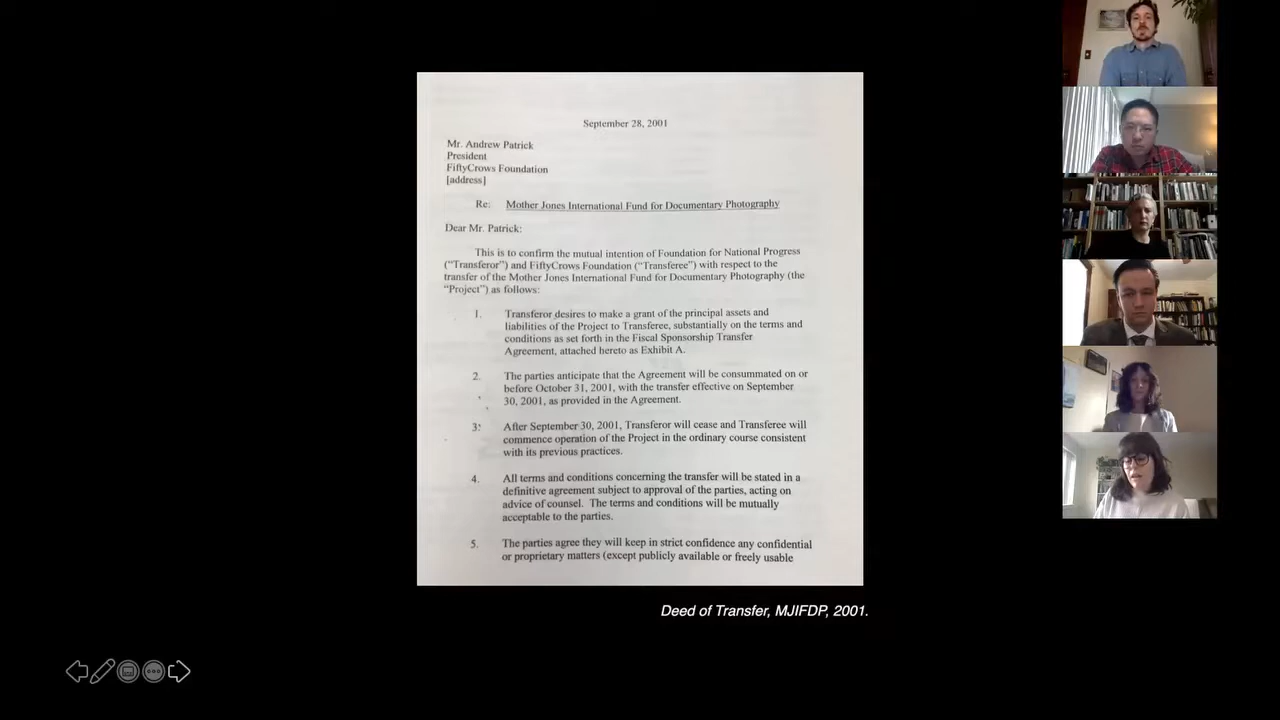 September 28, 2001
Mr. Andrew Patrick
President
FiftyCrows Foundation
[address]
Re: Mother Jones International Fund for Documentary Photography
Dear Mr. Patrick:
This is to confirm the mutual intention of Foundation for National Progress
("Transferor") and FiftyCrows Foundation ("Transferee") with respect to the
transfer of the Mother Jones International Fund for Documentary Photography (the
"Project") as follows:
1. Transferor desires to make a grant of the principal assets and
liabilities of the Project to Transferee, substantially on the terms and
conditions as set forth in the Fiscal Sponsorship Transfer
Agreement, attached hereto as Exhibit A.
2. The parties anticipate that the Agreement will be consummated on or
before October 31, 2001, with the transfer effective on September
30, 2001, as provided in the Agreement.
3. After September 30, 2001, Transferor will cease and Transferee will
commence operation of the Project in the ordinary course consistent
with its previous practices.
4. All terms and conditions concerning the transfer will be stated in a
definitive agreement subject to approval of the parties, acting on
advice of counsel. The terms and conditions will be mutually
acceptable to the parties.
5. The parties agree they will keep in strict confidence any confidential
or proprietary matters (except publicly available or freely usable
Deed of Transfer, MJIFDP, 2001.